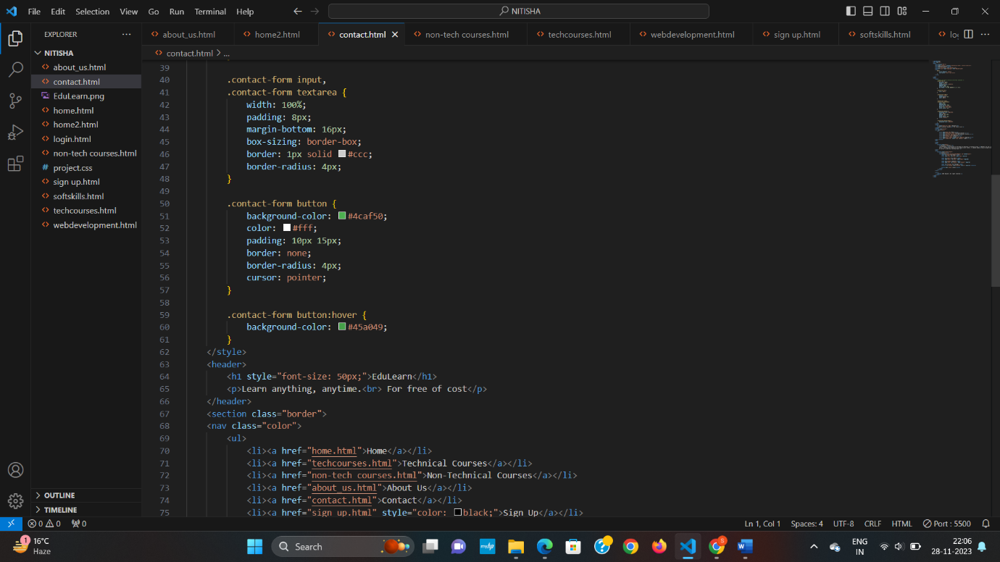 File Edit Selection View Go Run Terminal Help NITISHA
EXPLORER
about_us.html home2.html contact.html non-tech courses.html techcourses.html webdevelopment.html sign up.html softskills.html
contact.html > ...
NITISHA
about_us.html
contact.html
EduLearn.png
home.html
home2.html
login.html
non-tech courses.html
# project.css
sign up.html
softskills.html
techcourses.html
webdevelopment.html
OUTLINE
TIMELINE
39
40 .contact-form input,
41 .contact-form textarea {
42 width: 100%;
43 padding: 8px;
44 margin-bottom: 16px;
45 box-sizing: border-box;
46 border: 1px solid #ccc;
47 border-radius: 4px;
48 }
49
50 .contact-form button {
51 background-color: #4caf50;
52 color: #fff;
53 padding: 10px 15px;
54 border: none;
55 border-radius: 4px;
56 cursor: pointer;
57 }
58
59 .contact-form button:hover {
60 background-color: #45a049;
61 }
62 </style>
63 <header>
64 <h1 style="font-size: 50px;">EduLearn</h1>
65 <p>Learn anything, anytime.<br> For free of cost</p>
66 </header>
67 <section class="border">
68 <nav class="color">
69 <ul>
70 <li><a href="home.html">Home</a></li>
71 <li><a href="techcourses.html">Technical Courses</a></li>
72 <li><a href="non-tech courses.html">Non-Technical Courses</a></li>
73 <li><a href="about_us.html">About Us</a></li>
74 <li><a href="contact.html">Contact</a></li>
75 <li><a href="sign up.html" style="color: black;">Sign Up</a></li>
0 0 0 Ln 1, Col 1 Spaces: 4 UTF-8 CRLF HTML Port : 5500
1 16°C
Haze
Search
myhp
S
W
ENG
IN
22:06
28-11-2023